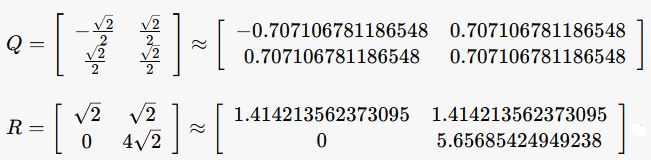 Q = [ -√2/2 √2/2 ; √2/2 √2/2 ] ≈ [ -0.707106781186548 0.707106781186548 ; 0.707106781186548 0.707106781186548 ]
R = [ √2 √2 ; 0 4√2 ] ≈ [ 1.414213562373095 1.414213562373095 ; 0 5.65685424949238 ]